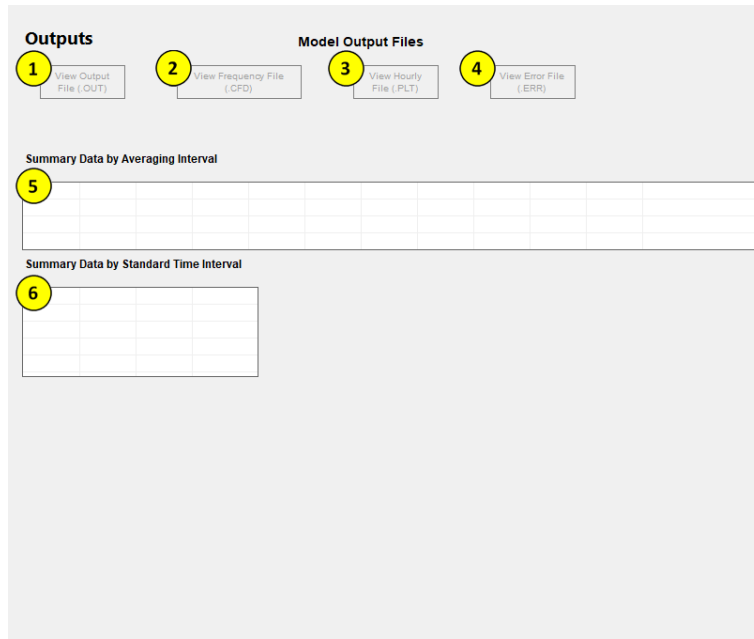 Outputs
Model Output Files
1
View Output
File (.OUT)
2
View Frequency File
(.CFD)
3
View Hourly
File (.PLT)
4
View Error File
(.ERR)
Summary Data by Averaging Interval
5
Summary Data by Standard Time Interval
6